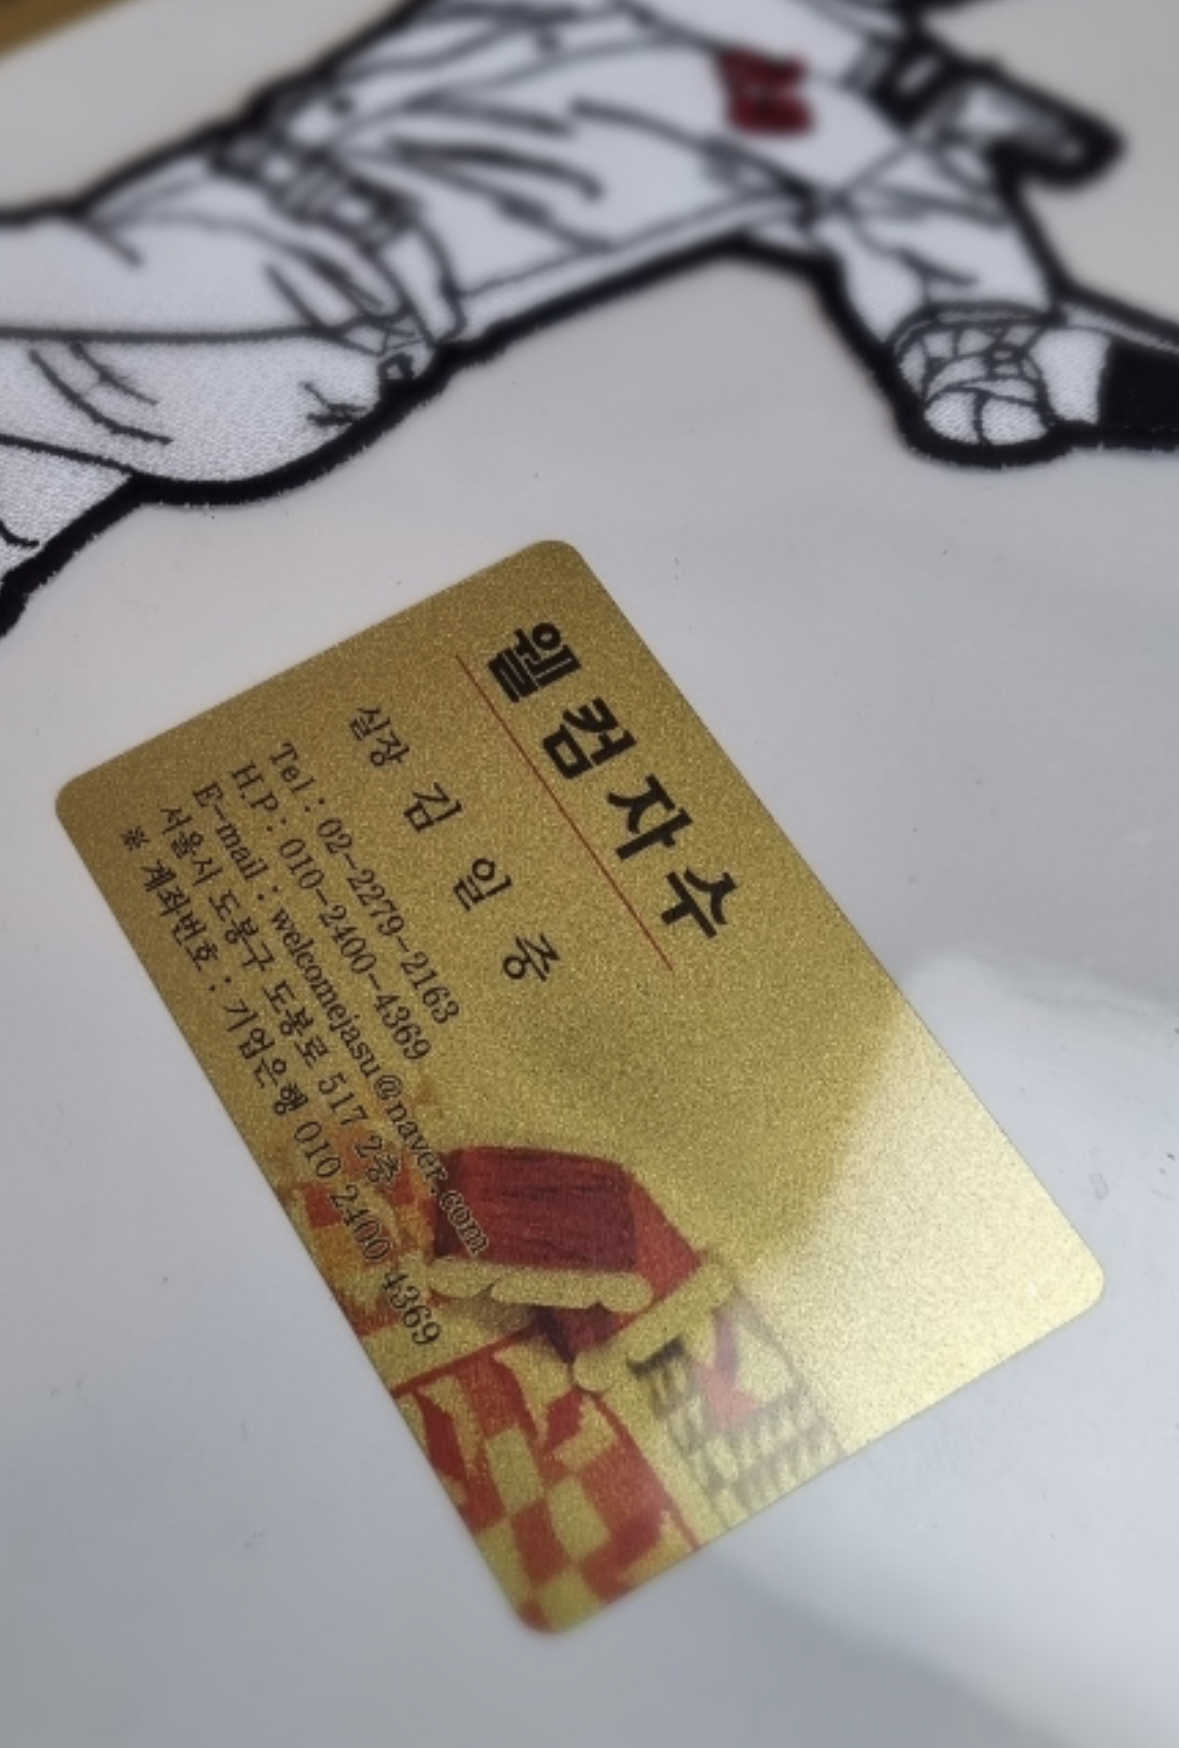 웰컴자수
실장 김 일 중
Tel : 02-2279-2163
H.P : 010-2400-4369
E-mail : welcomejasu@naver.com
서울시 도봉구 도봉로 517 2층
※ 계좌번호 : 기업은행 010 2400 4369